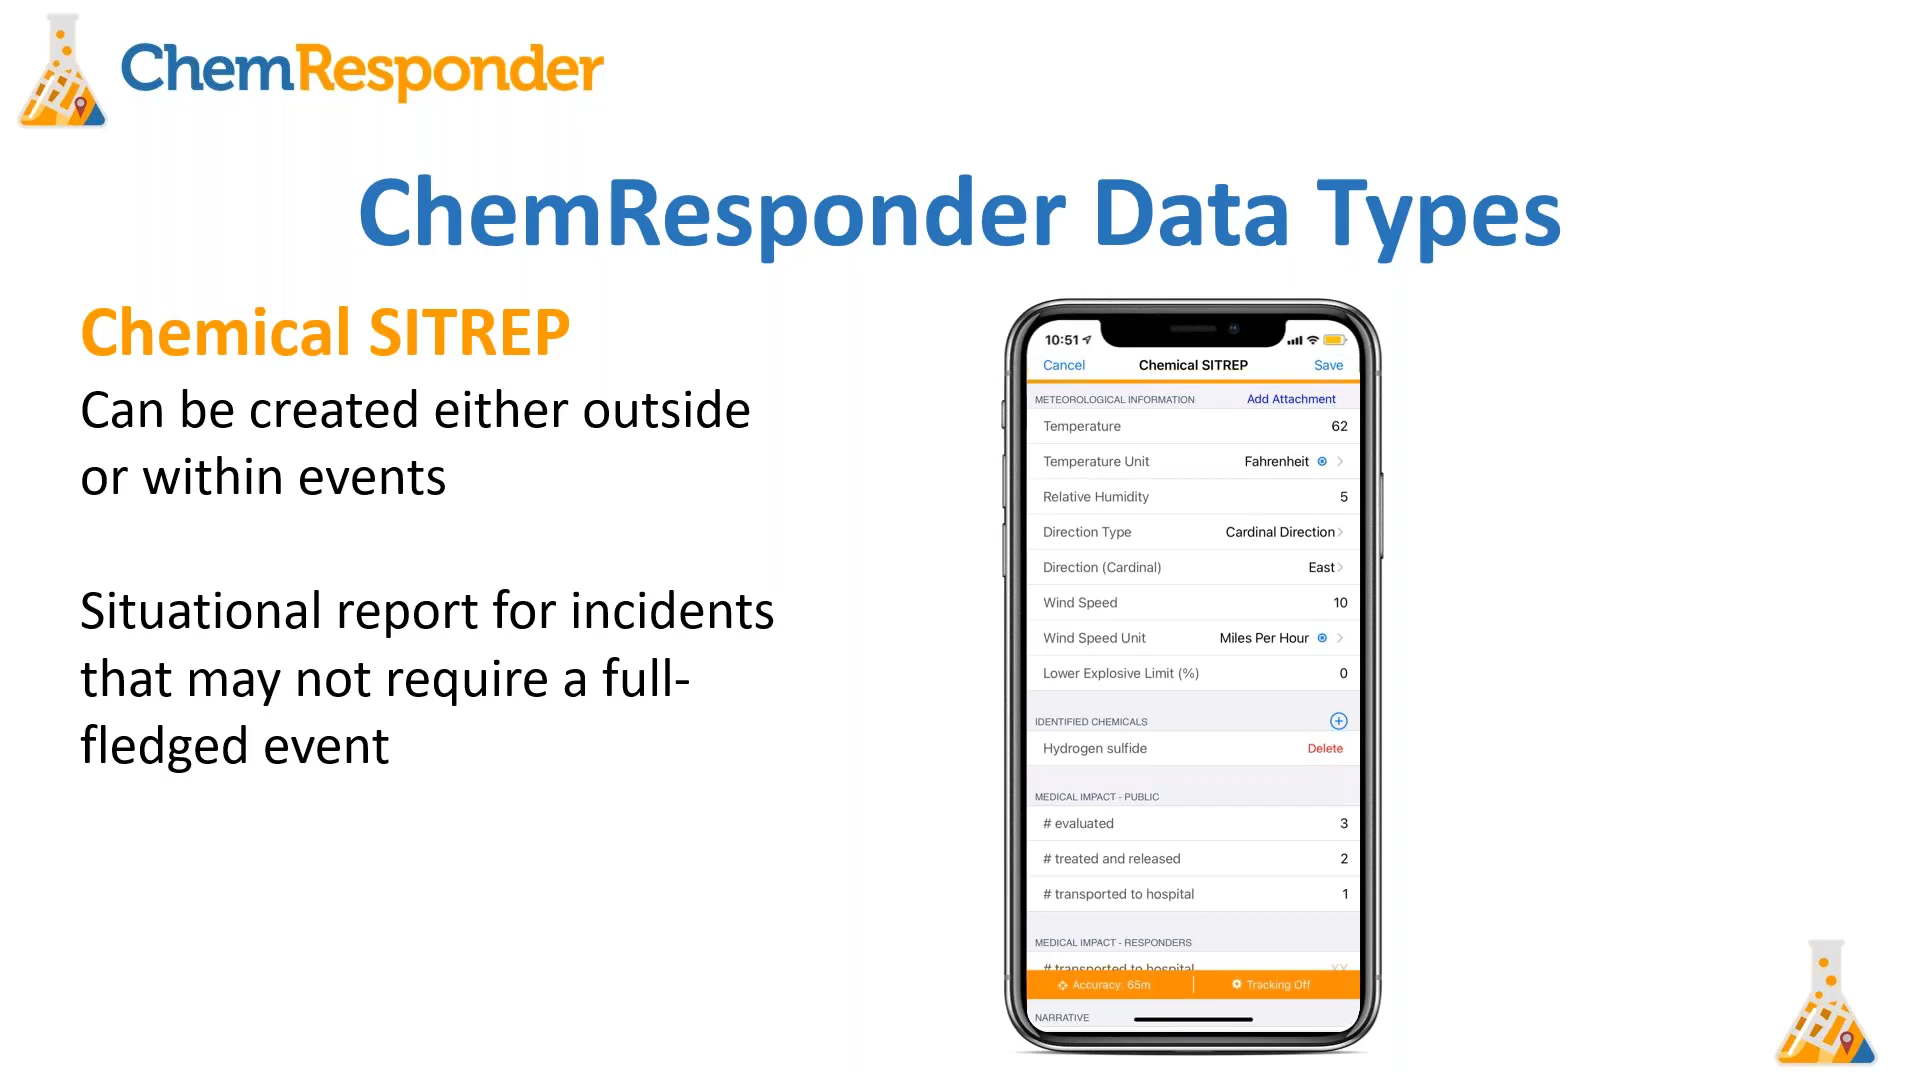 ChemResponder
ChemResponder Data Types
Chemical SITREP
Can be created either outside
or within events
Situational report for incidents
that may not require a full-
fledged event
10:51
Cancel Chemical SITREP Save
METEOROLOGICAL INFORMATION Add Attachment
Temperature 62
Temperature Unit Fahrenheit
Relative Humidity 5
Direction Type Cardinal Direction
Direction (Cardinal) East
Wind Speed 10
Wind Speed Unit Miles Per Hour
Lower Explosive Limit (%) 0
IDENTIFIED CHEMICALS
Hydrogen sulfide Delete
MEDICAL IMPACT - PUBLIC
# evaluated 3
# treated and released 2
# transported to hospital 1
MEDICAL IMPACT - RESPONDERS
# transported to hospital XX
Accuracy: 65m Tracking Off
NARRATIVE